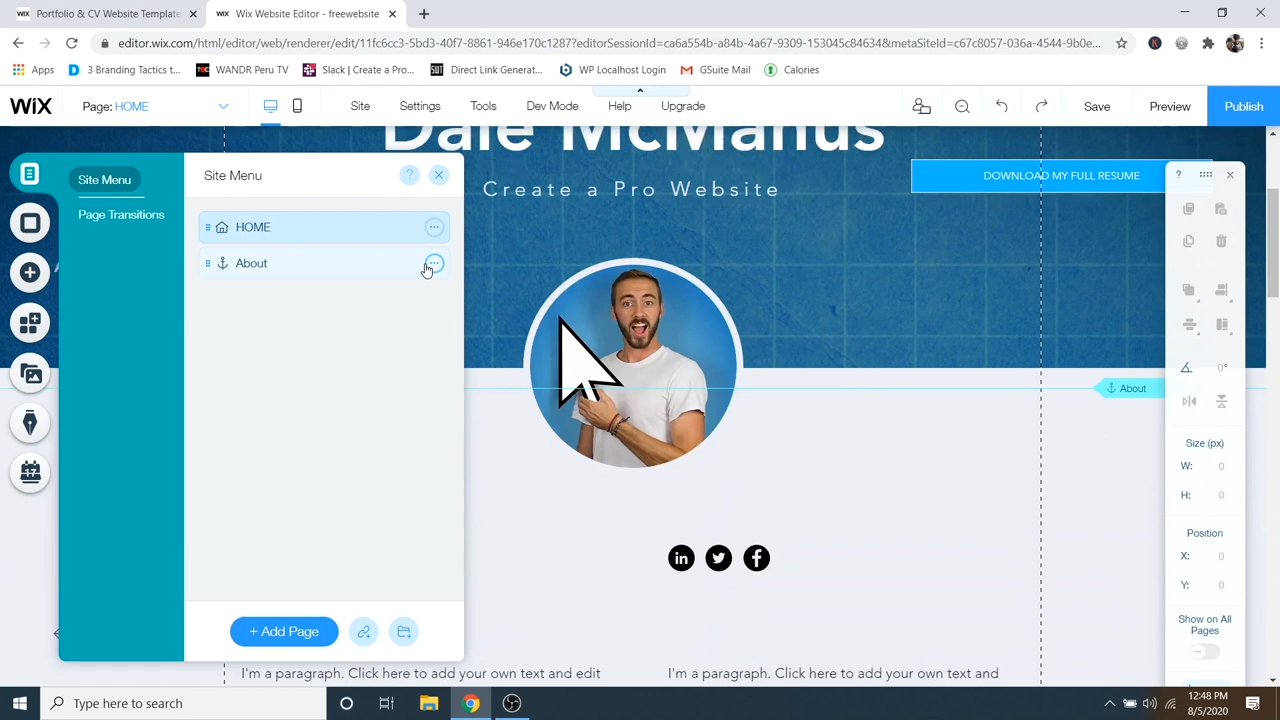 WiX Portfolio & CV Website Template
WiX Wix Website Editor - freewebsite
editor.wix.com/html/editor/web/renderer/edit/11fc6cc3-5bd3-40f7-8861-946e170c1287?editorSessionId=ca6a554b-a84b-4a67-9309-153045c84634&metaSiteId=c67c8057-036a-4544-9b0e...
Apps 3 Branding Tactics t... WANDR Peru TV Slack | Create a Pro... Direct Link Generat... WP Localhost Login GSuite Mail Calories
WiX Page: HOME Site Settings Tools Dev Mode Help Upgrade Save Preview Publish
Dale McManus
Create a Pro Website
DOWNLOAD MY FULL RESUME
Site Menu
Page Transitions
Site Menu ?
HOME
About
+ Add Page
About
I'm a paragraph. Click here to add your own text and edit
I'm a paragraph. Click here to add your own text and
?
0°
Size (px)
W: 0
H: 0
Position
X: 0
Y: 0
Show on All
Pages
Type here to search
12:48 PM
8/5/2020